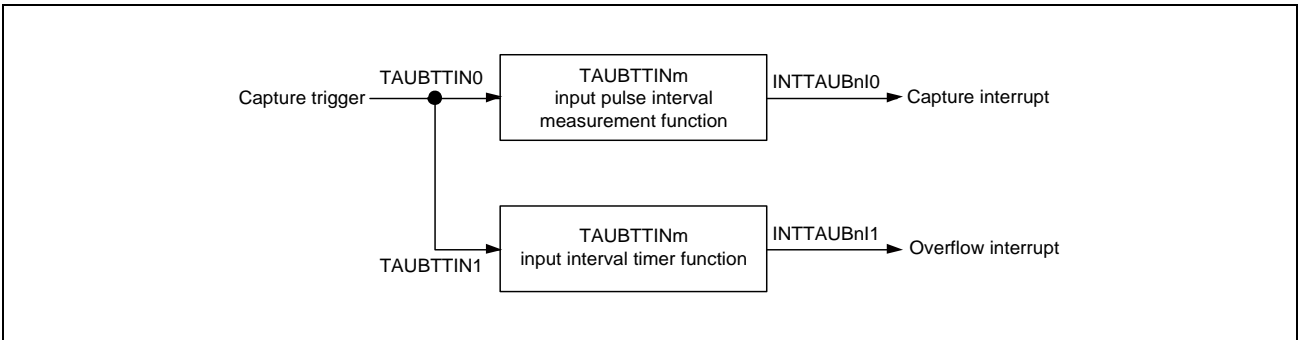 TAUBTTIN0
Capture trigger
TAUBTTINm
input pulse interval
measurement function
INTTAUBnI0
Capture interrupt
TAUBTTIN1
TAUBTTINm
input interval timer function
INTTAUBnI1
Overflow interrupt